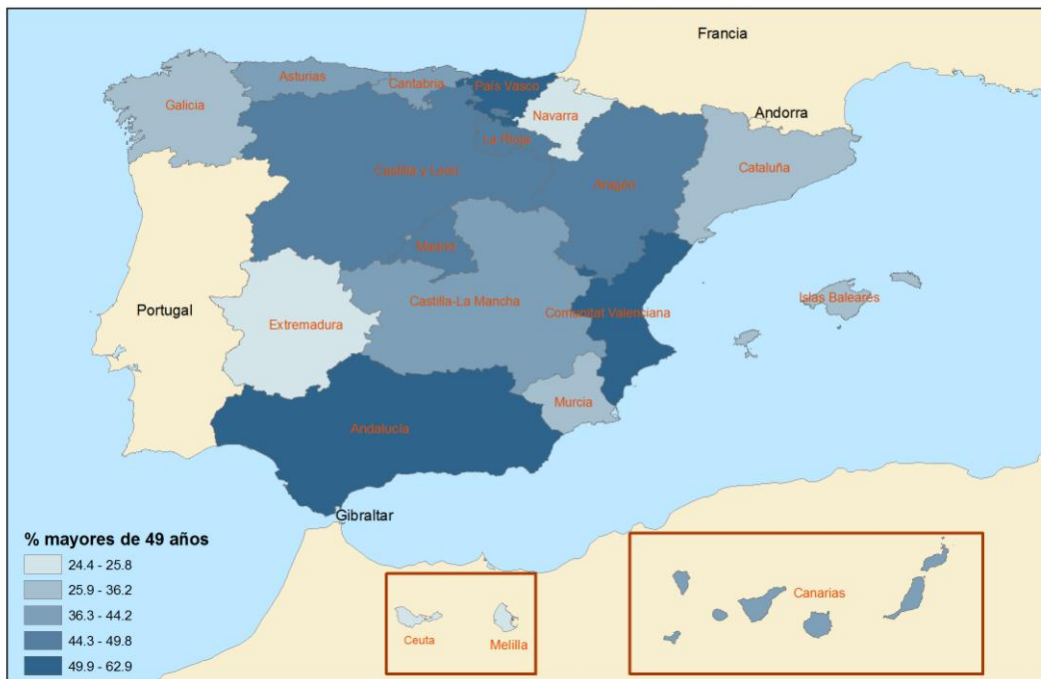 Francia
Asturias
Cantabria
País Vasco
Galicia
Navarra
Andorra
La Rioja
Cataluña
Castilla y León
Aragón
Madrid
Islas Baleares
Castilla-La Mancha
Portugal
Comunitat Valenciana
Extremadura
Murcia
Andalucía
Gibraltar
% mayores de 49 años
24.4 - 25.8
25.9 - 36.2
36.3 - 44.2
44.3 - 49.8
49.9 - 62.9
Ceuta
Melilla
Canarias